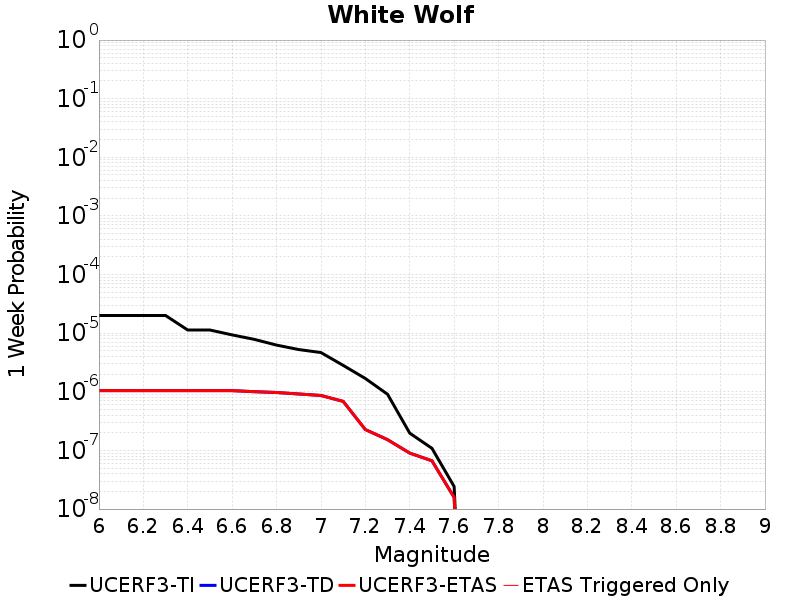 White Wolf
10^0
10^-1
10^-2
10^-3
10^-4
10^-5
10^-6
10^-7
10^-8
1 Week Probability
6 6.2 6.4 6.6 6.8 7 7.2 7.4 7.6 7.8 8 8.2 8.4 8.6 8.8 9
Magnitude
UCERF3-TI UCERF3-TD UCERF3-ETAS ETAS Triggered Only